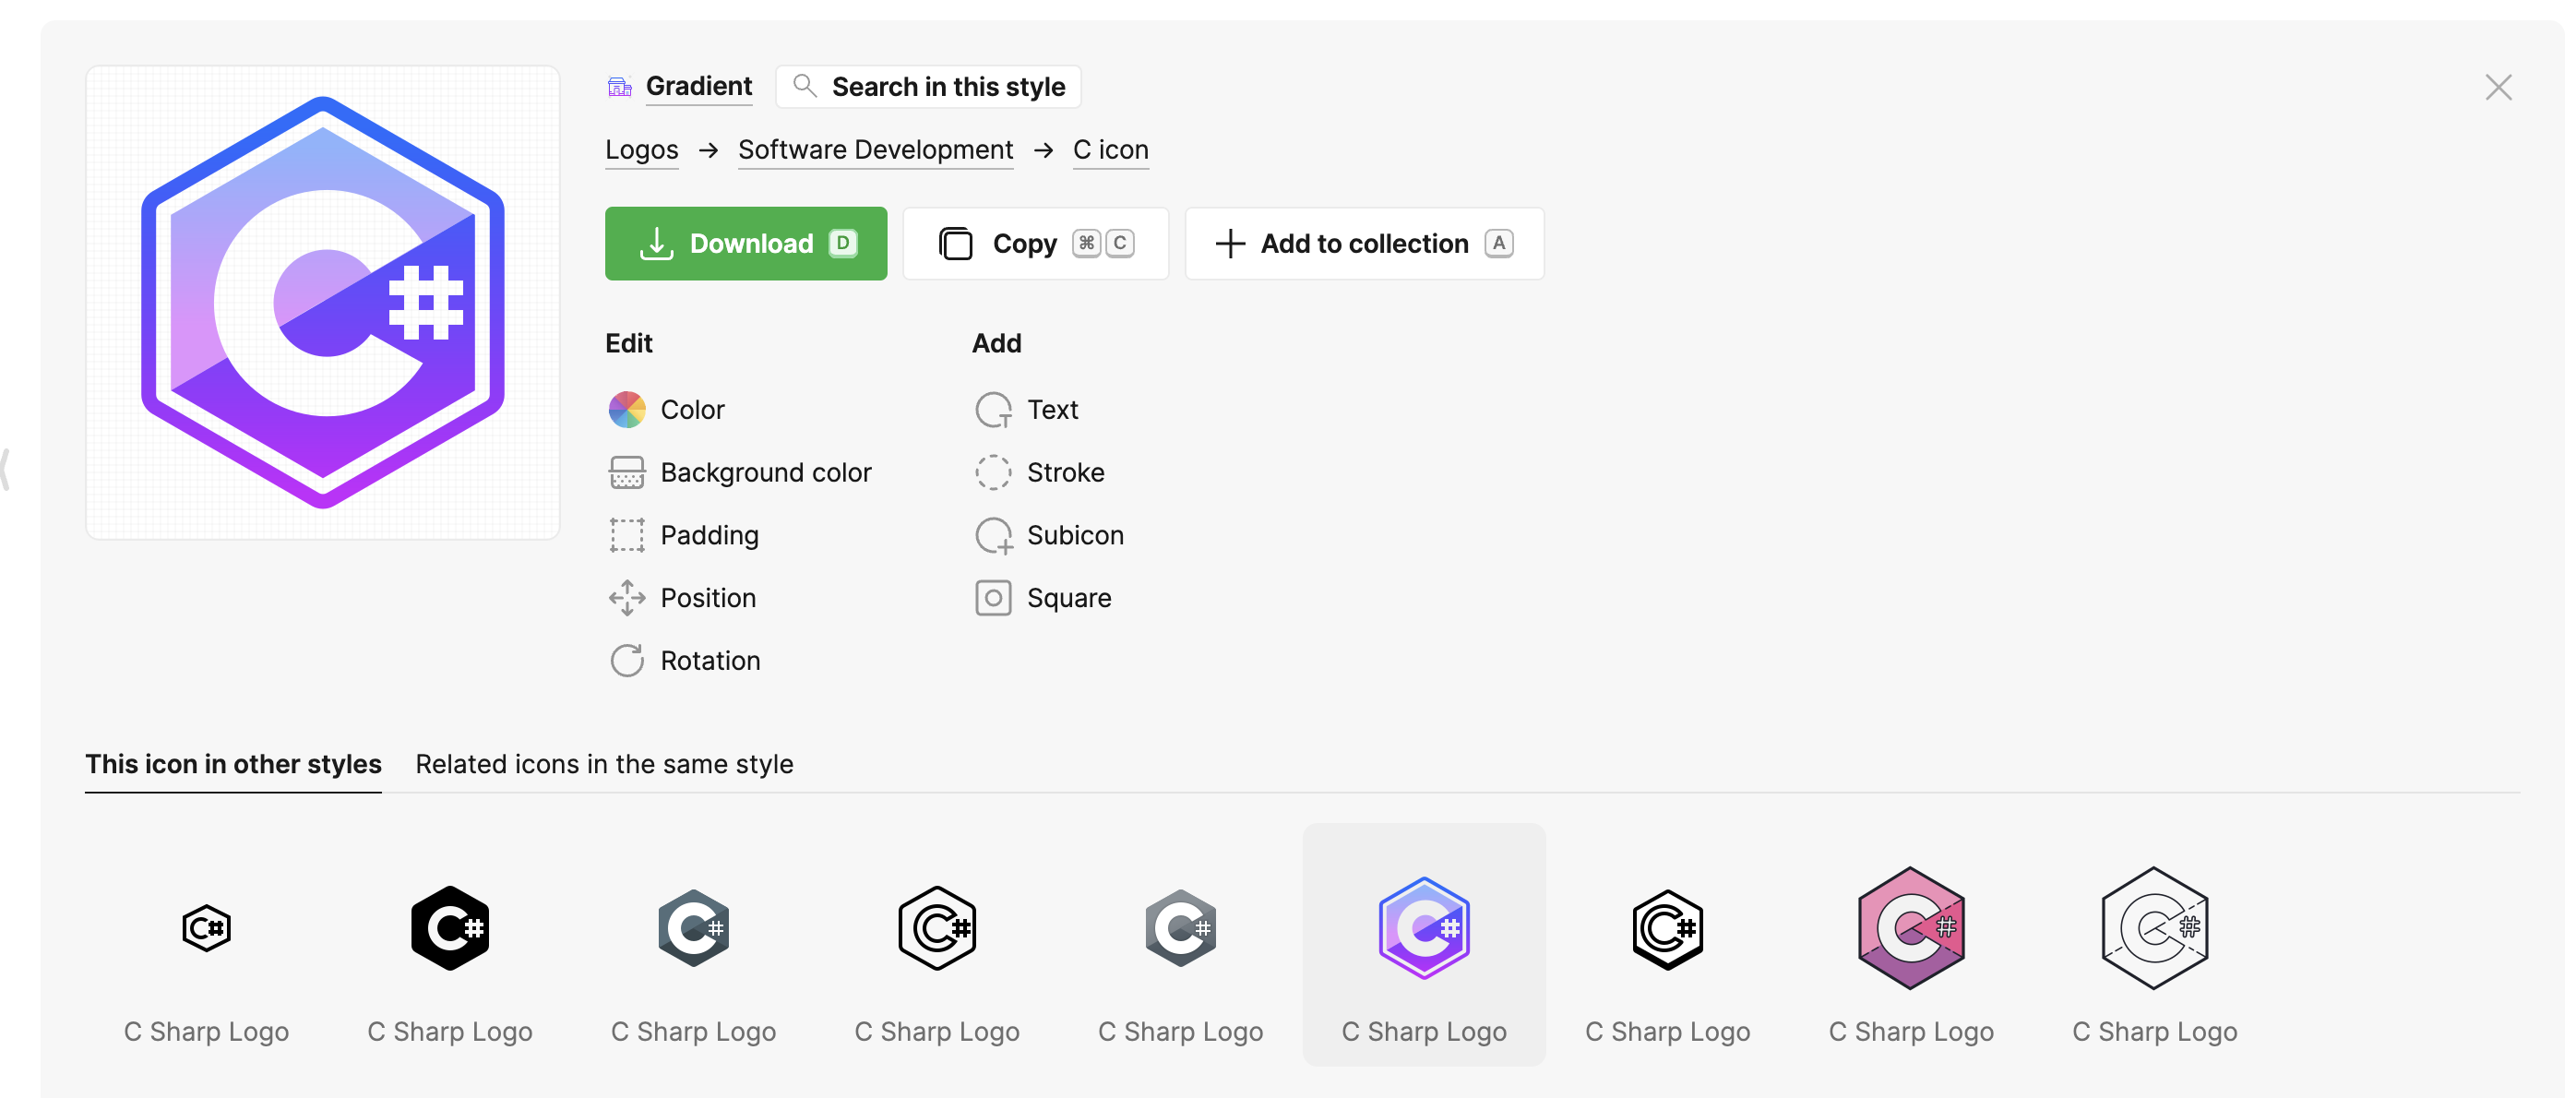 C#
Gradient Search in this style
Logos → Software Development → C icon
Download D Copy ⌘ C Add to collection A
Edit Add
Color Text
Background color Stroke
Padding Subicon
Position Square
Rotation
This icon in other styles Related icons in the same style
C# C# C# C# C# C# C# C# C#
C Sharp Logo C Sharp Logo C Sharp Logo C Sharp Logo C Sharp Logo C Sharp Logo C Sharp Logo C Sharp Logo C Sharp Logo